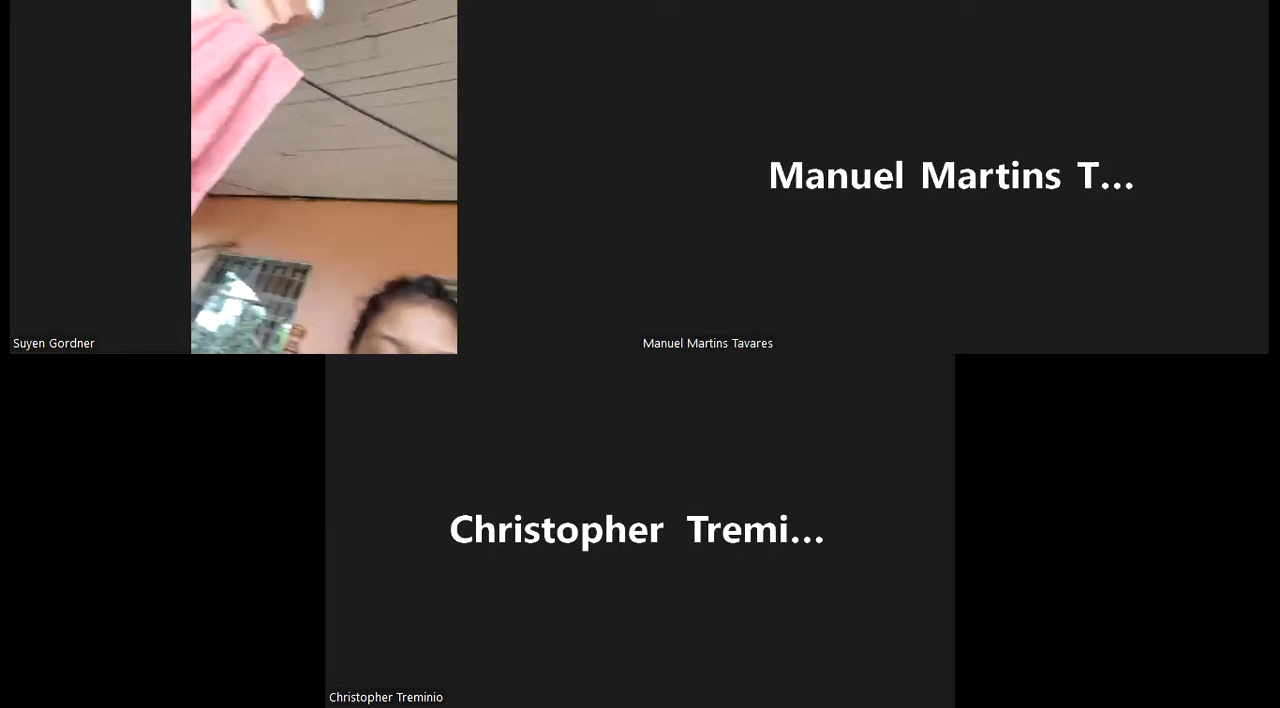 Manuel Martins T...
Suyen Gordner
Manuel Martins Tavares
Christopher Tremi...
Christopher Treminio